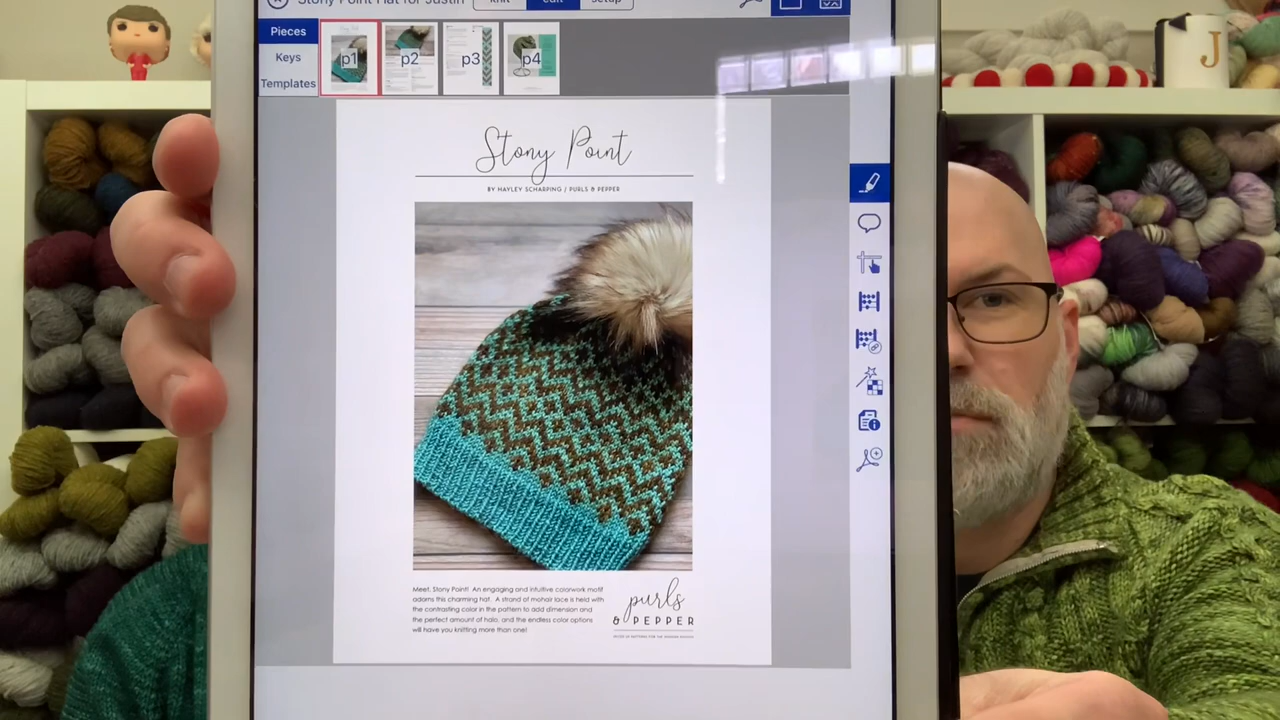 Stony Point Hat for Justin
knit edit setup
Pieces
Keys
Templates
p1 p2 p3 p4
Stony Point
BY HAYLEY SCHARPING / PURLS & PEPPER
Meet, Stony Point! An engaging and intuitive colorwork motif
adorns this charming hat. A strand of mohair lace is held with
the contrasting color in the pattern to add dimension and
the perfect amount of halo, and the endless color options
will have you knitting more than one!
purls
& PEPPER
J